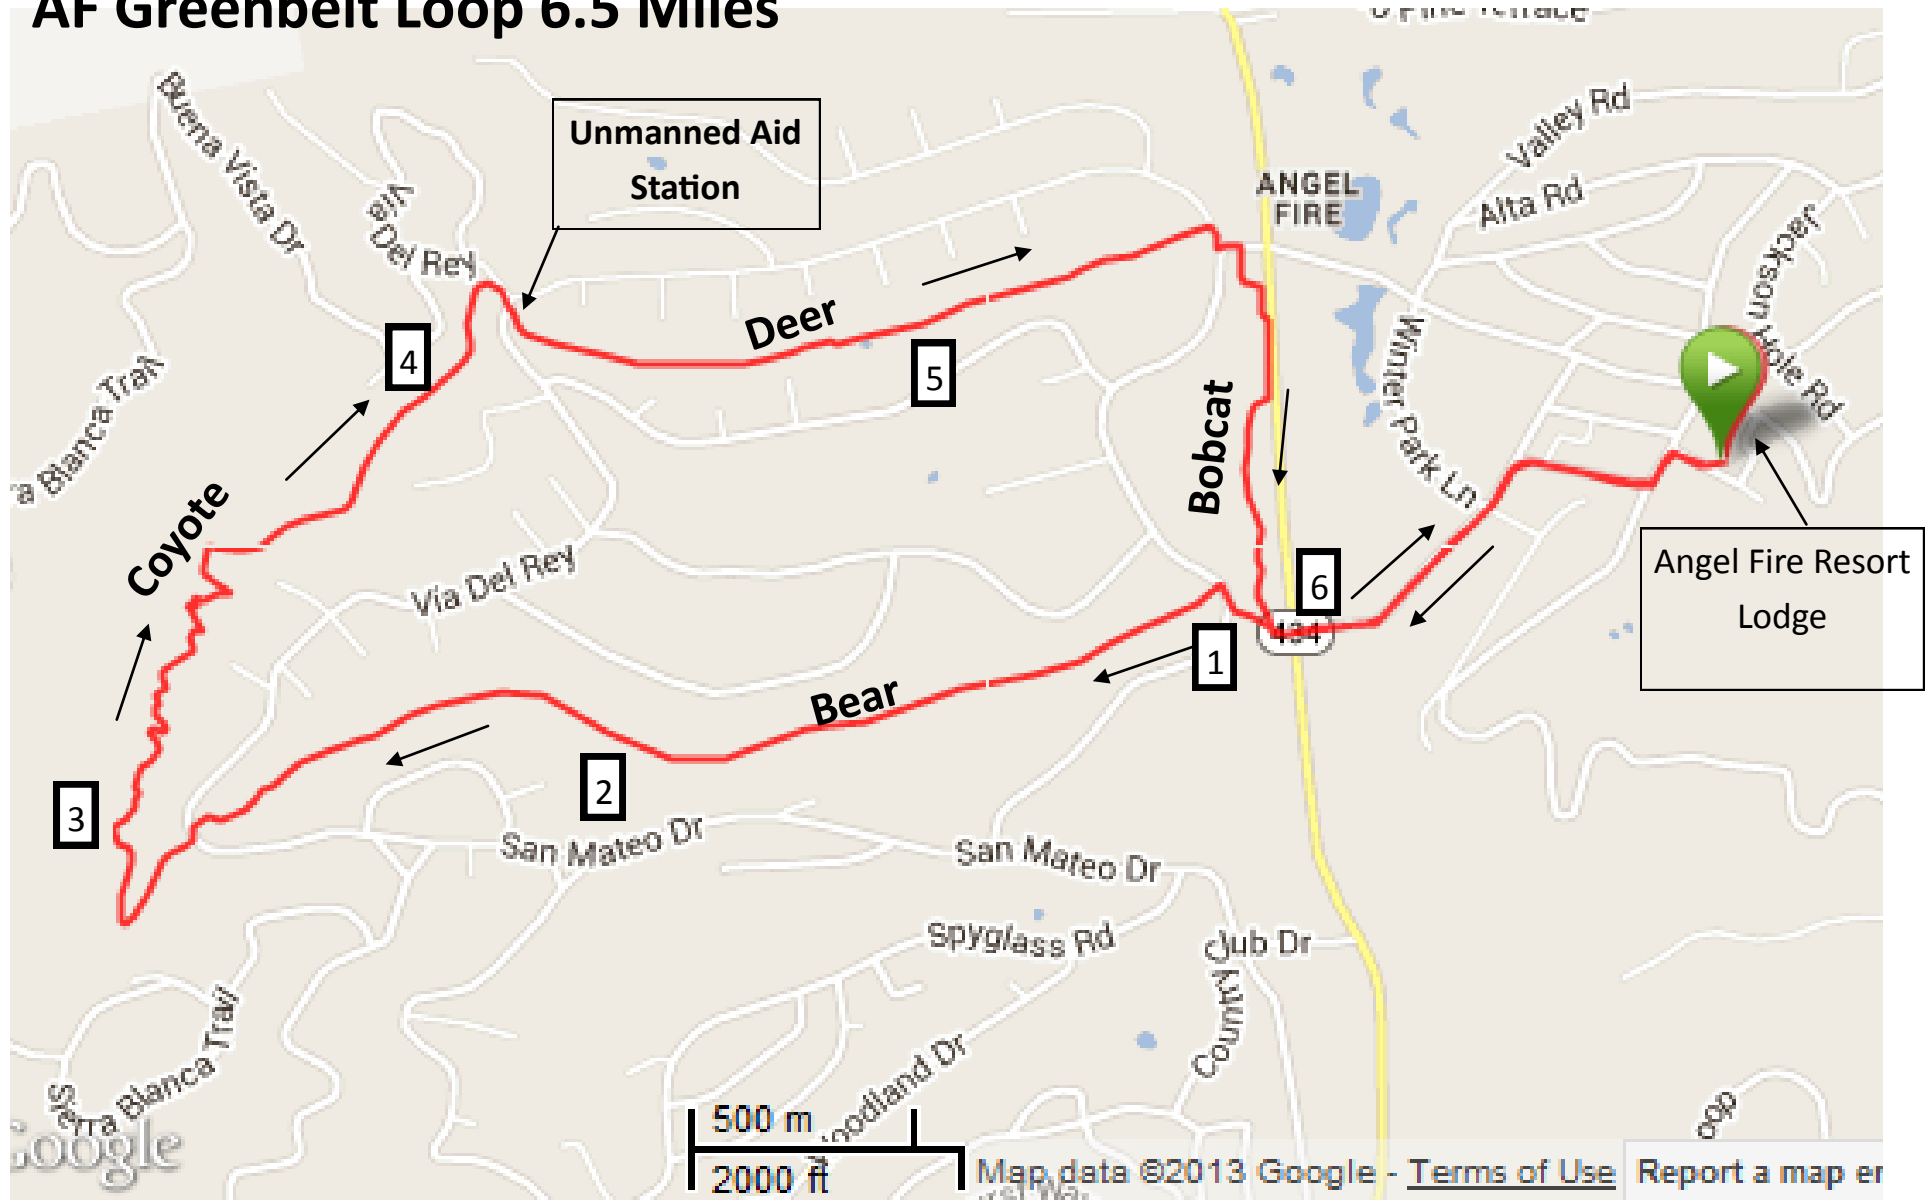 AF Greenbelt Loop 6.5 Miles
Buena Vista Dr
Via
Del Rey
Unmanned Aid
Station
ANGEL
FIRE
Valley Rd
Alta Rd
Jackson Hole Rd
Winter Park Ln
Deer
Bobcat
Coyote
Bear
4
5
6
1
2
3
Blanca Trail
Via Del Rey
434
Angel Fire Resort
Lodge
San Mateo Dr
San Mateo Dr
Spyglass Rd
Country
Club Dr
Sierra Blanca Trail
oodland Dr
oop
500 m
2000 ft
Google
Map data ©2013 Google - Terms of Use
Report a map er